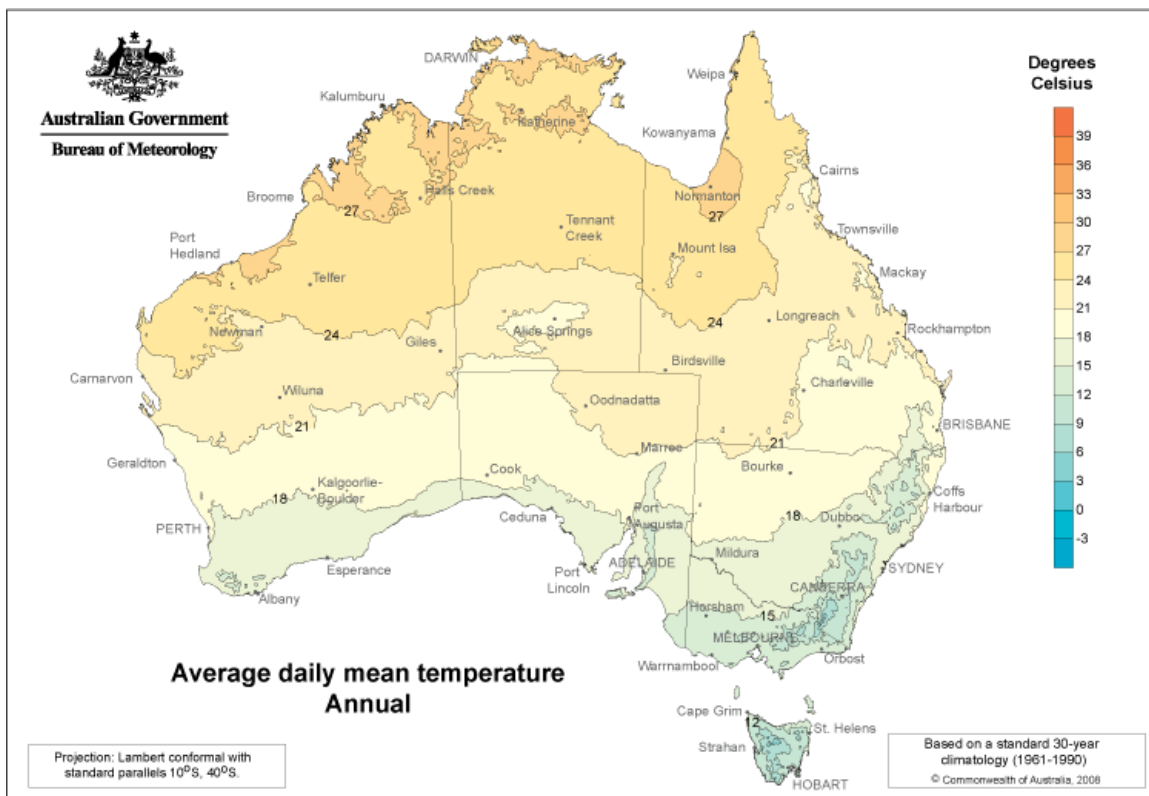 Australian Government
Bureau of Meteorology
Degrees
Celsius
39
36
33
30
27
24
21
18
15
12
9
6
3
0
-3
DARWIN
Weipa
Kalumburu
Katherine
Kowanyama
Cairns
Halls Creek
Broome
Normanton
27
27
Tennant
Creek
Townsville
Port
Hedland
Mount Isa
Mackay
Telfer
Newman
24
Alice Springs
24
Longreach
Rockhampton
Giles
Birdsville
Carnarvon
Wiluna
Charleville
Oodnadatta
21
BRISBANE
21
Marree
Geraldton
Cook
Bourke
Kalgoorlie-
Boulder
18
Coffs
Harbour
Ceduna
Port
Augusta
18
Dubbo
PERTH
Mildura
ADELAIDE
SYDNEY
Esperance
Port
Lincoln
CANBERRA
Albany
Horsham
15
MELBOURNE
Orbost
Warrnambool
Average daily mean temperature
Annual
Cape Grim
12
St. Helens
Strahan
HOBART
Projection: Lambert conformal with
standard parallels 10°S, 40°S.
Based on a standard 30-year
climatology (1961-1990)
© Commonwealth of Australia, 2008